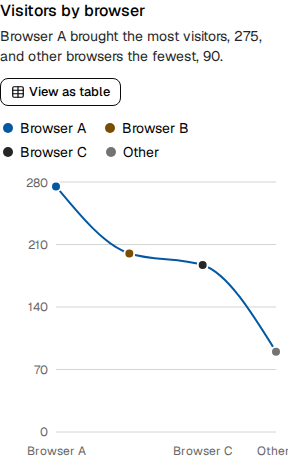 Visitors by browser
Browser A brought the most visitors, 275,
and other browsers the fewest, 90.
View as table
Browser A Browser B
Browser C Other
280
210
140
70
0
Browser A Browser C Other